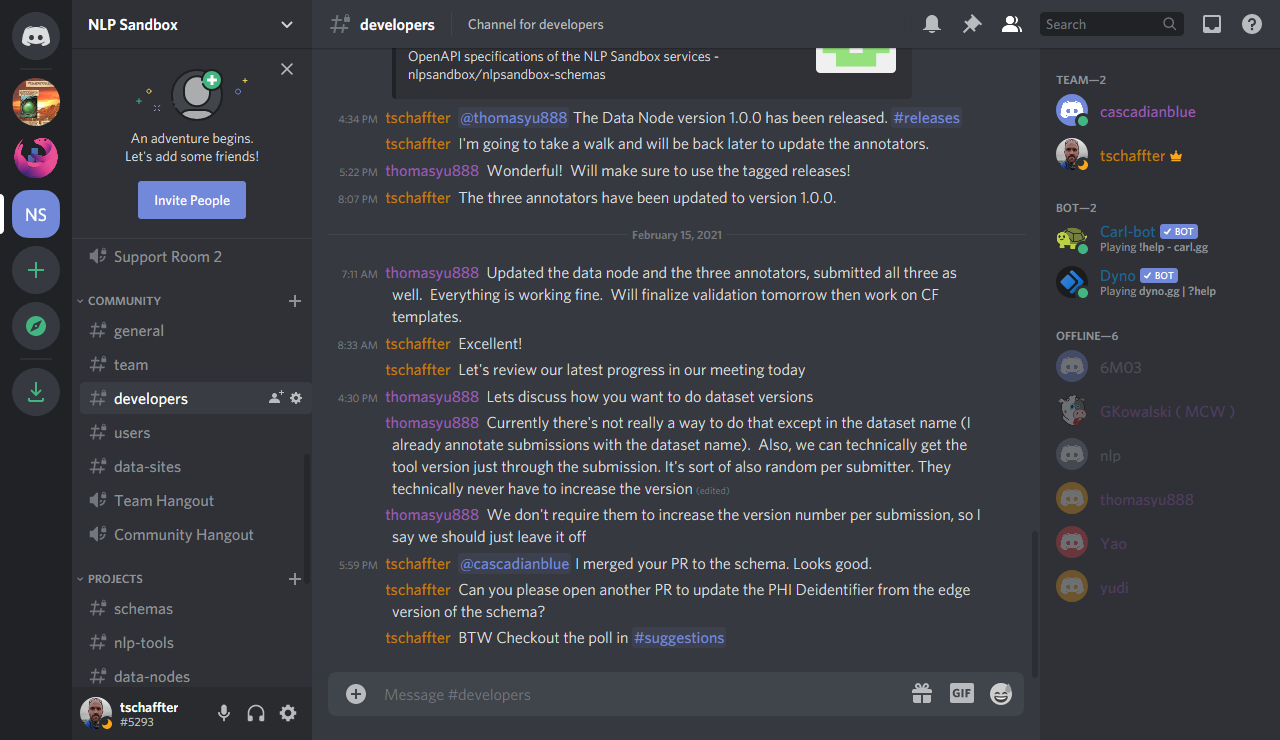 NLP Sandbox
developers
Channel for developers
Search
An adventure begins.
Let's add some friends!
Invite People
NS
Support Room 2
COMMUNITY
general
team
developers
users
data-sites
Team Hangout
Community Hangout
PROJECTS
schemas
nlp-tools
data-nodes
tschaffter
#5293
OpenAPI specifications of the NLP Sandbox services -
nlpsandbox/nlpsandbox-schemas
4:34 PM tschaffter @thomasyu888 The Data Node version 1.0.0 has been released. #releases
tschaffter I'm going to take a walk and will be back later to update the annotators.
5:22 PM thomasyu888 Wonderful! Will make sure to use the tagged releases!
8:07 PM tschaffter The three annotators have been updated to version 1.0.0.
February 15, 2021
7:11 AM thomasyu888 Updated the data node and the three annotators, submitted all three as
well. Everything is working fine. Will finalize validation tomorrow then work on CF
templates.
8:33 AM tschaffter Excellent!
tschaffter Let's review our latest progress in our meeting today
4:30 PM thomasyu888 Lets discuss how you want to do dataset versions
thomasyu888 Currently there's not really a way to do that except in the dataset name (I
already annotate submissions with the dataset name). Also, we can technically get the
tool version just through the submission. It's sort of also random per submitter. They
technically never have to increase the version (edited)
thomasyu888 We don't require them to increase the version number per submission, so I
say we should just leave it off
5:59 PM tschaffter @cascadianblue I merged your PR to the schema. Looks good.
tschaffter Can you please open another PR to update the PHI Deidentifier from the edge
version of the schema?
tschaffter BTW Checkout the poll in #suggestions
Message #developers
GIF
TEAM—2
cascadianblue
tschaffter
BOT—2
Carl-bot BOT
Playing !help - carl.gg
Dyno BOT
Playing dyno.gg | ?help
OFFLINE—6
6M03
GKowalski ( MCW )
nlp
thomasyu888
Yao
yudi